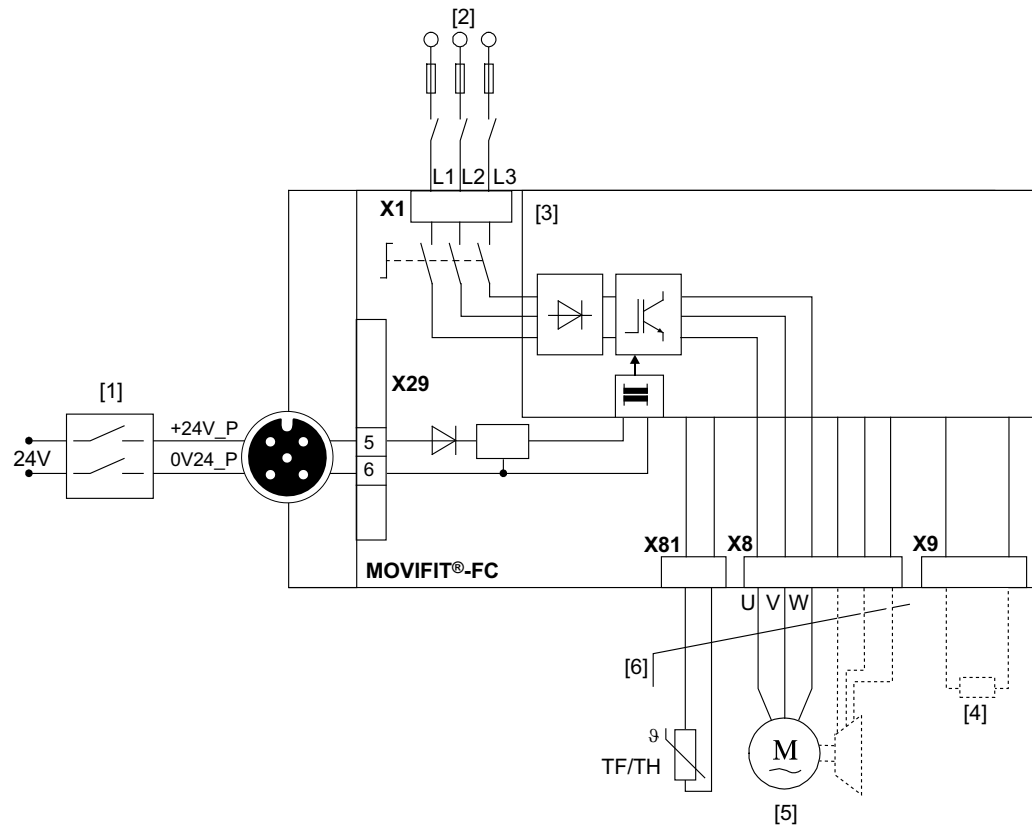 [2]
L1 L2 L3
X1
[3]
X29
[1]
+24V_P
5
24V
0V24_P
6
X81
X8
X9
MOVIFIT®-FC
U V W
[6]
[4]
ϑ
TF/TH
M
[5]